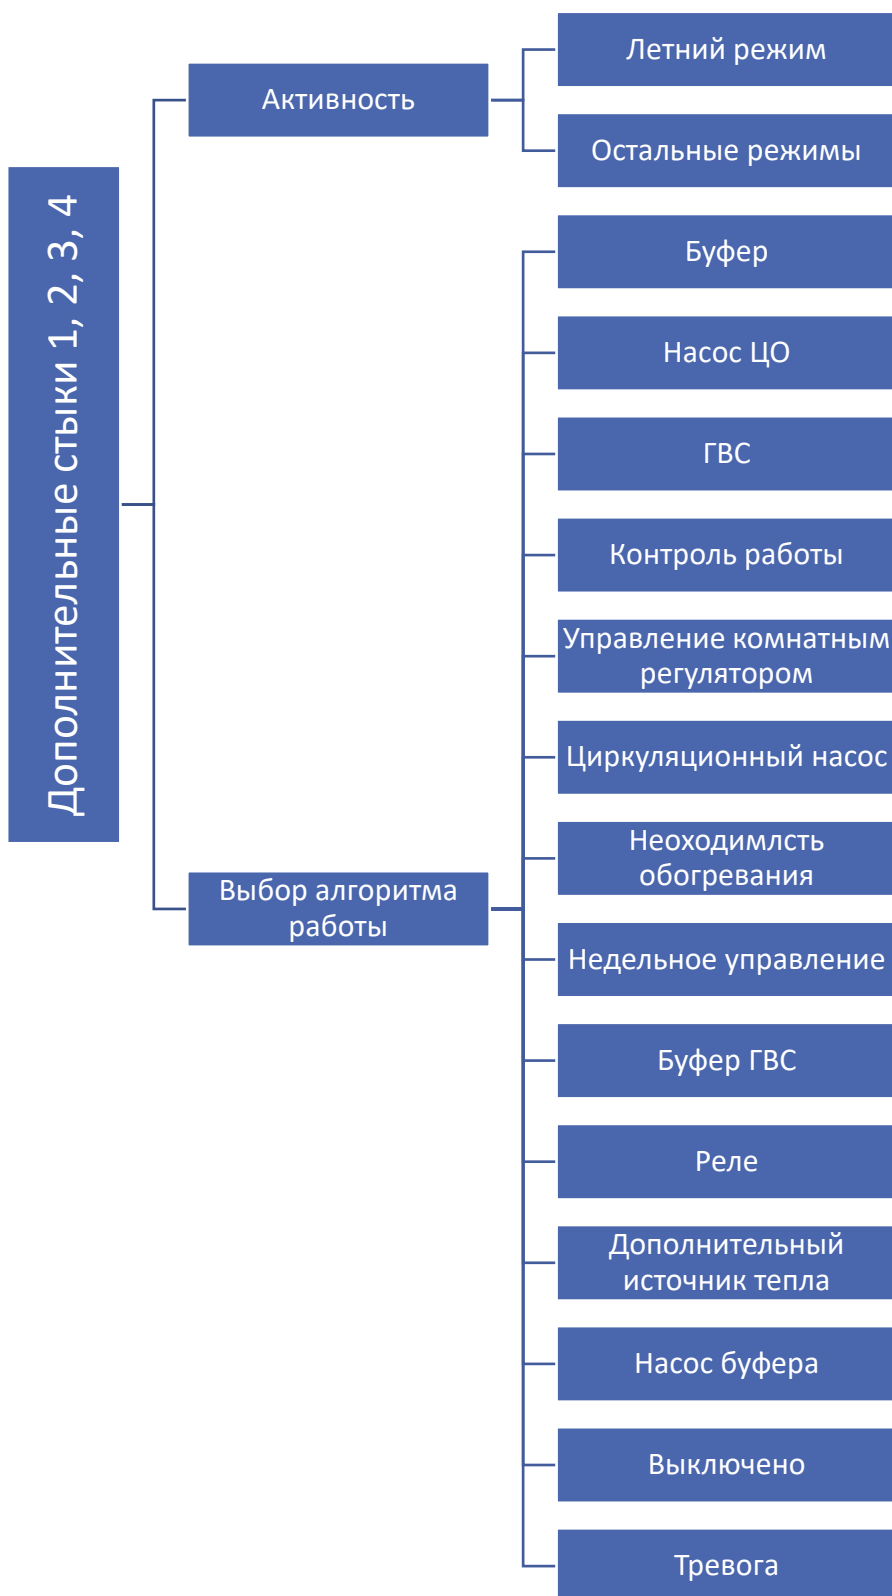 Дополнительные стыки 1, 2, 3, 4
Активность
Летний режим
Остальные режимы
Выбор алгоритма
работы
Буфер
Насос ЦО
ГВС
Контроль работы
Управление комнатным
регулятором
Циркуляционный насос
Неоходимлсть
обогревания
Недельное управление
Буфер ГВС
Реле
Дополнительный
источник тепла
Насос буфера
Выключено
Тревога